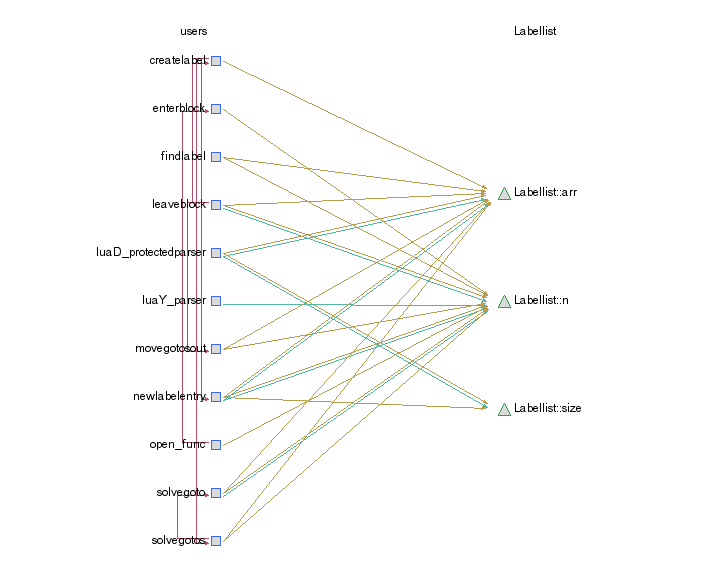 users
Labellist
createlabel
enterblock
findlabel
leaveblock
luaD_protectedparser
luaY_parser
movegotosout
newlabelentry
open_func
solvegoto
solvegotos
Labellist::arr
Labellist::n
Labellist::size